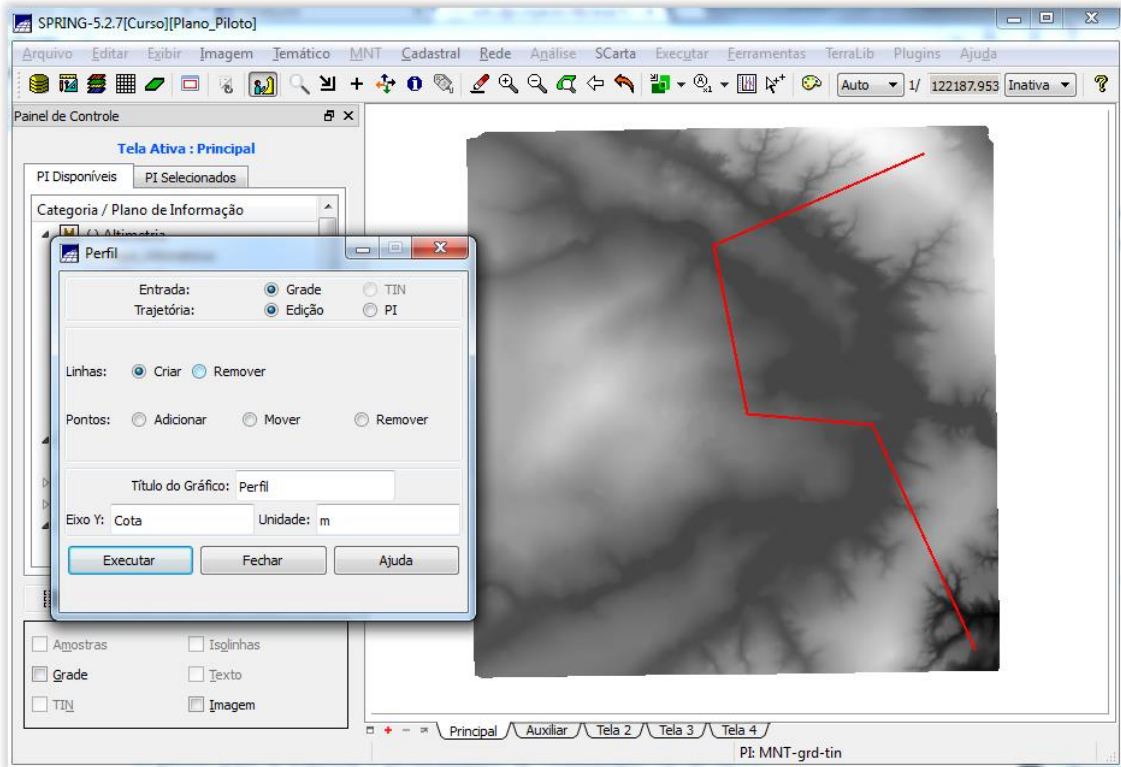 SPRING-5.2.7[Curso][Plano_Piloto]
Arquivo Editar Exibir Imagem Temático MNT Cadastral Rede Análise SCarta Executar Ferramentas TerraLib Plugins Ajuda
Auto 1/ 122187.953 Inativa
Painel de Controle
Tela Ativa : Principal
PI Disponíveis PI Selecionados
Categoria / Plano de Informação
( ) Altimetria
Perfil
Entrada: Grade TIN
Trajetória: Edição PI
Linhas: Criar Remover
Pontos: Adicionar Mover Remover
Título do Gráfico: Perfil
Eixo Y: Cota Unidade: m
Executar Fechar Ajuda
Amostras Isolinhas
Grade Texto
TIN Imagem
Principal Auxiliar Tela 2 Tela 3 Tela 4
PI: MNT-grd-tin